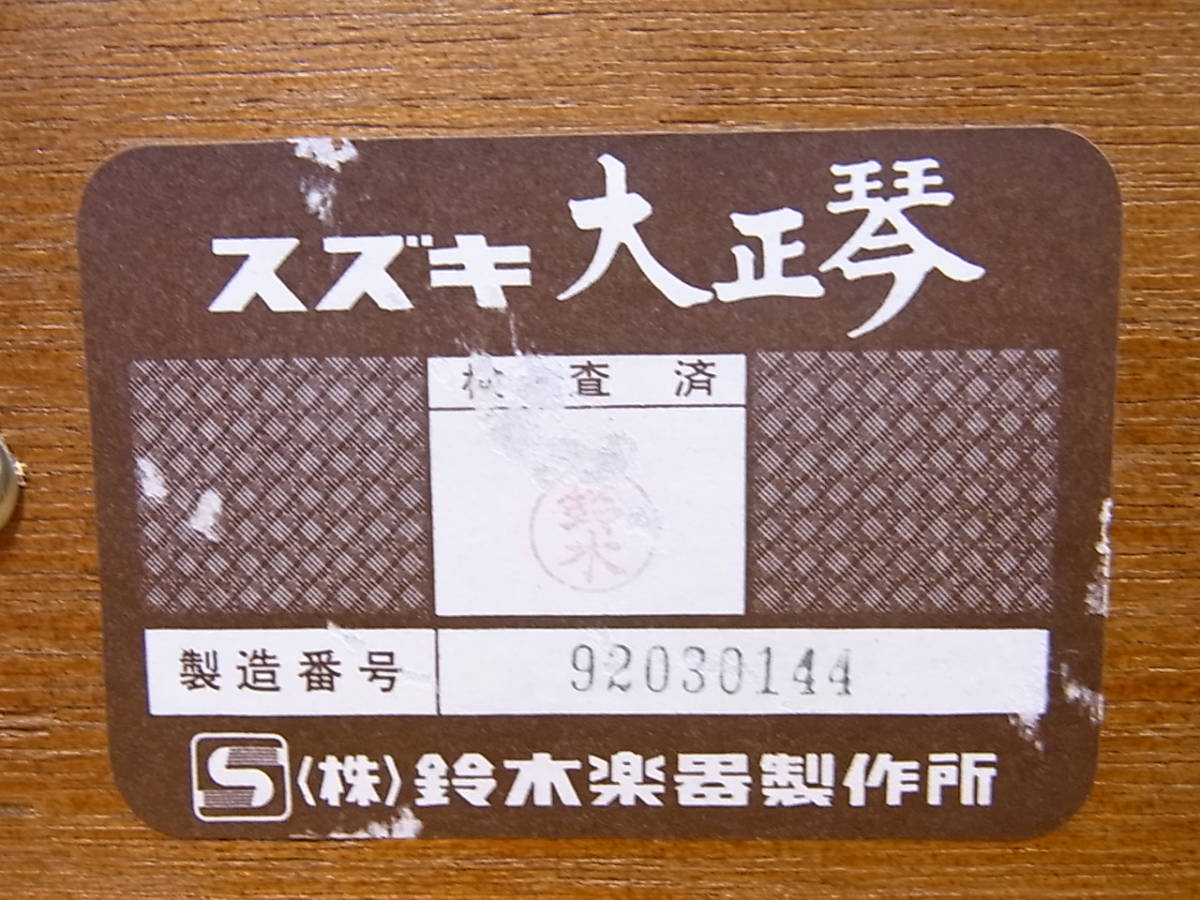 スズキ 大正琴
検査済
鈴木
製造番号 92030144
S 〈株〉鈴木楽器製作所